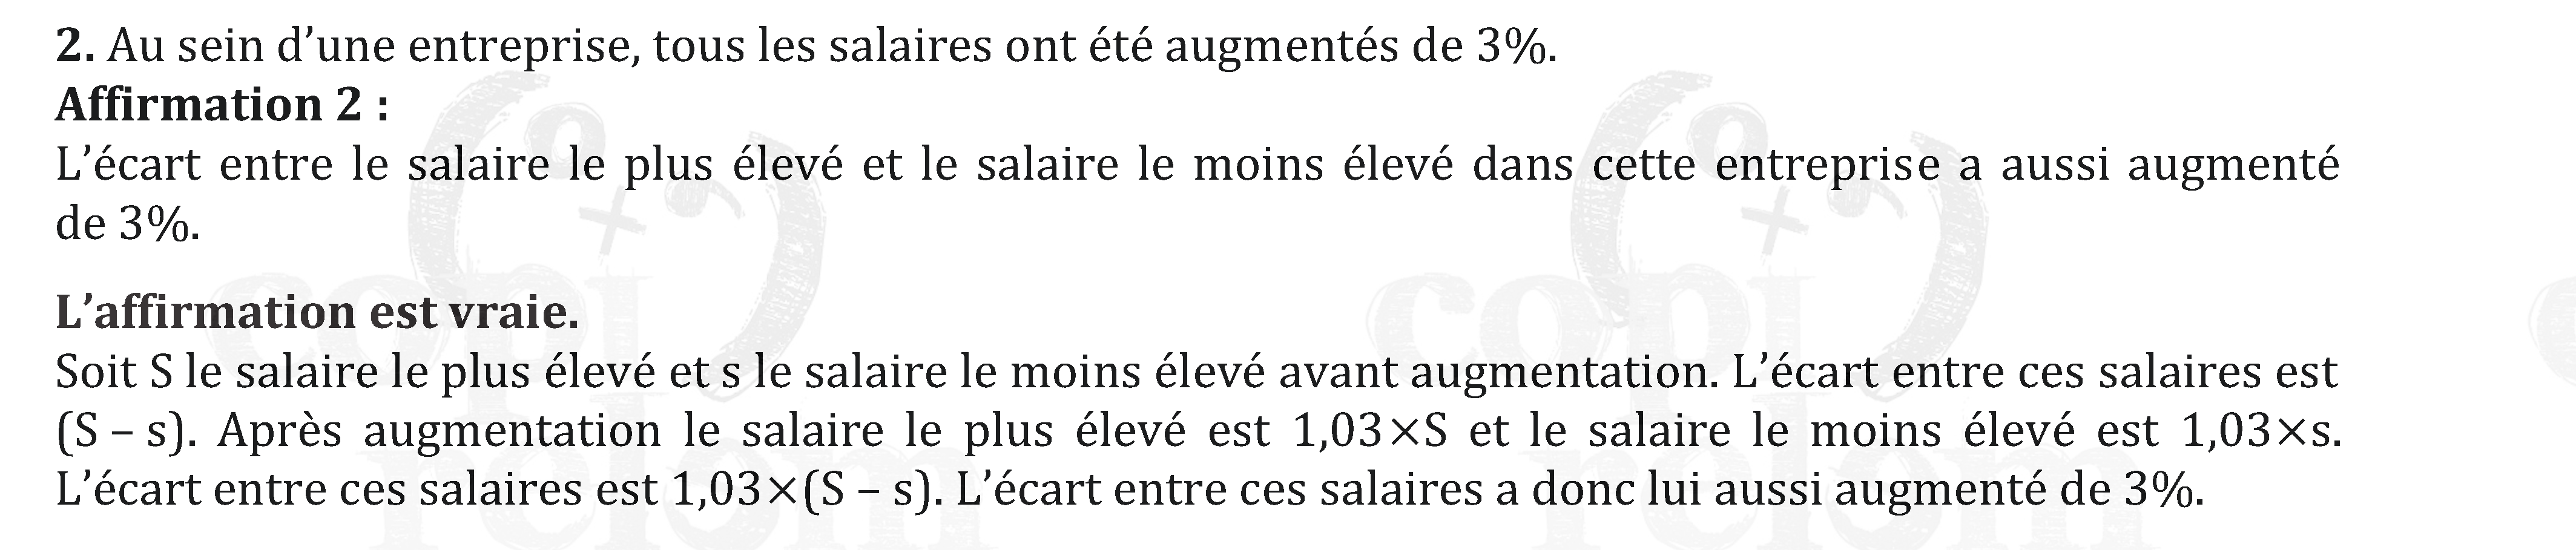 2. Au sein d’une entreprise, tous les salaires ont été augmentés de 3%.
Affirmation 2 :
L’écart entre le salaire le plus élevé et le salaire le moins élevé dans cette entreprise a aussi augmenté
de 3%.
L’affirmation est vraie.
Soit S le salaire le plus élevé et s le salaire le moins élevé avant augmentation. L’écart entre ces salaires est
(S – s). Après augmentation le salaire le plus élevé est 1,03×S et le salaire le moins élevé est 1,03×s.
L’écart entre ces salaires est 1,03×(S – s). L’écart entre ces salaires a donc lui aussi augmenté de 3%.